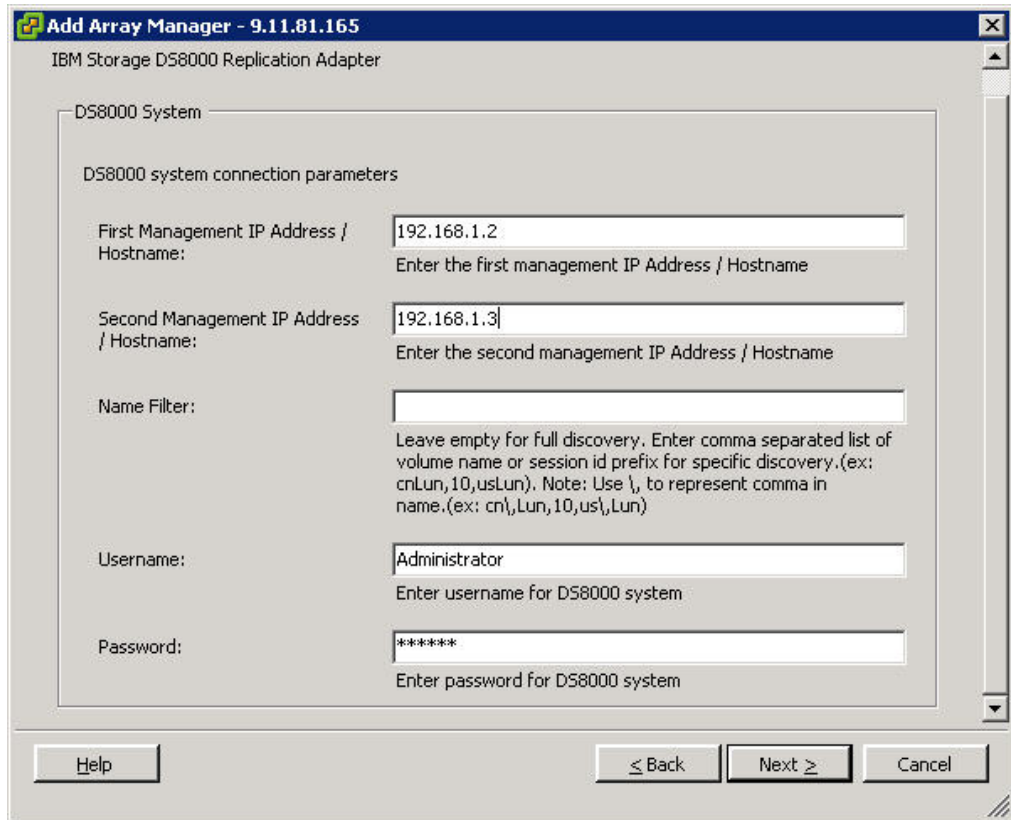 Add Array Manager - 9.11.81.165
IBM Storage DS8000 Replication Adapter
DS8000 System
DS8000 system connection parameters
First Management IP Address /
Hostname:
192.168.1.2
Enter the first management IP Address / Hostname
Second Management IP Address
/ Hostname:
192.168.1.3
Enter the second management IP Address / Hostname
Name Filter:
Leave empty for full discovery. Enter comma separated list of
volume name or session id prefix for specific discovery.(ex:
cnLun,10,usLun). Note: Use \, to represent comma in
name.(ex: cn\,Lun,10,us\,Lun)
Username:
Administrator
Enter username for DS8000 system
Password:
******
Enter password for DS8000 system
Help
< Back
Next >
Cancel